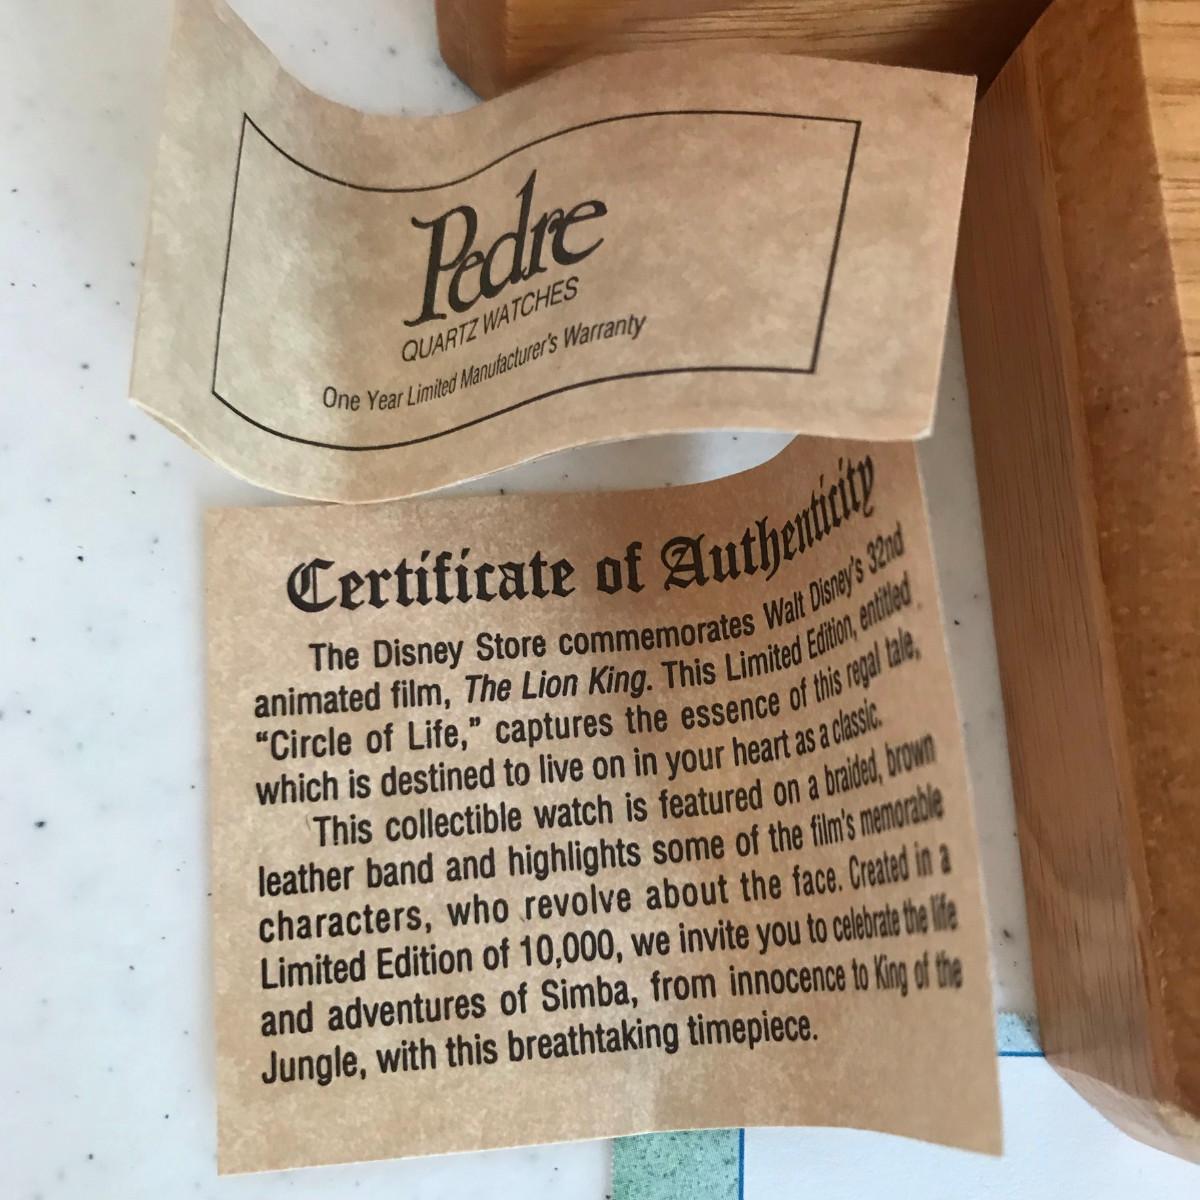 Pedre
QUARTZ WATCHES
One Year Limited Manufacturer's Warranty
Certificate of Authenticity
The Disney Store commemorates Walt Disney's 32nd
animated film, The Lion King. This Limited Edition, entitled
“Circle of Life,” captures the essence of this regal tale,
which is destined to live on in your heart as a classic.
This collectible watch is featured on a braided, brown
leather band and highlights some of the film's memorable
characters, who revolve about the face. Created in a
Limited Edition of 10,000, we invite you to celebrate the life
and adventures of Simba, from innocence to King of the
Jungle, with this breathtaking timepiece.